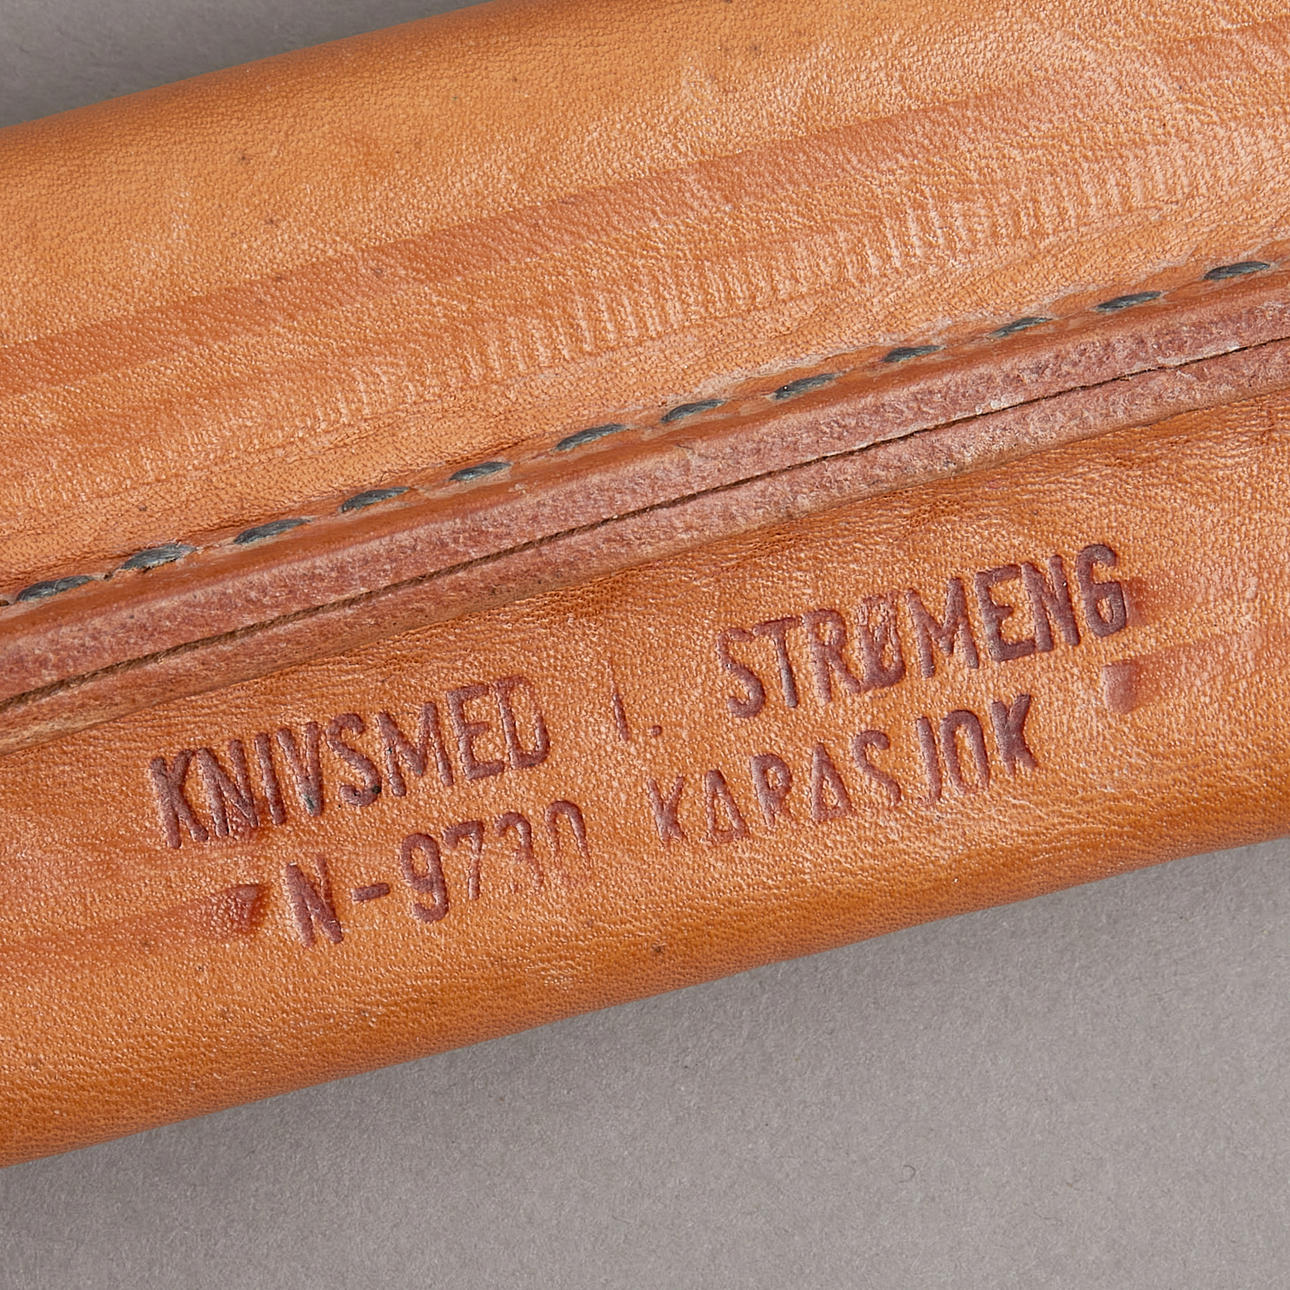 KNIVSMED I. STRØMENG
N-9730 KARASJOK